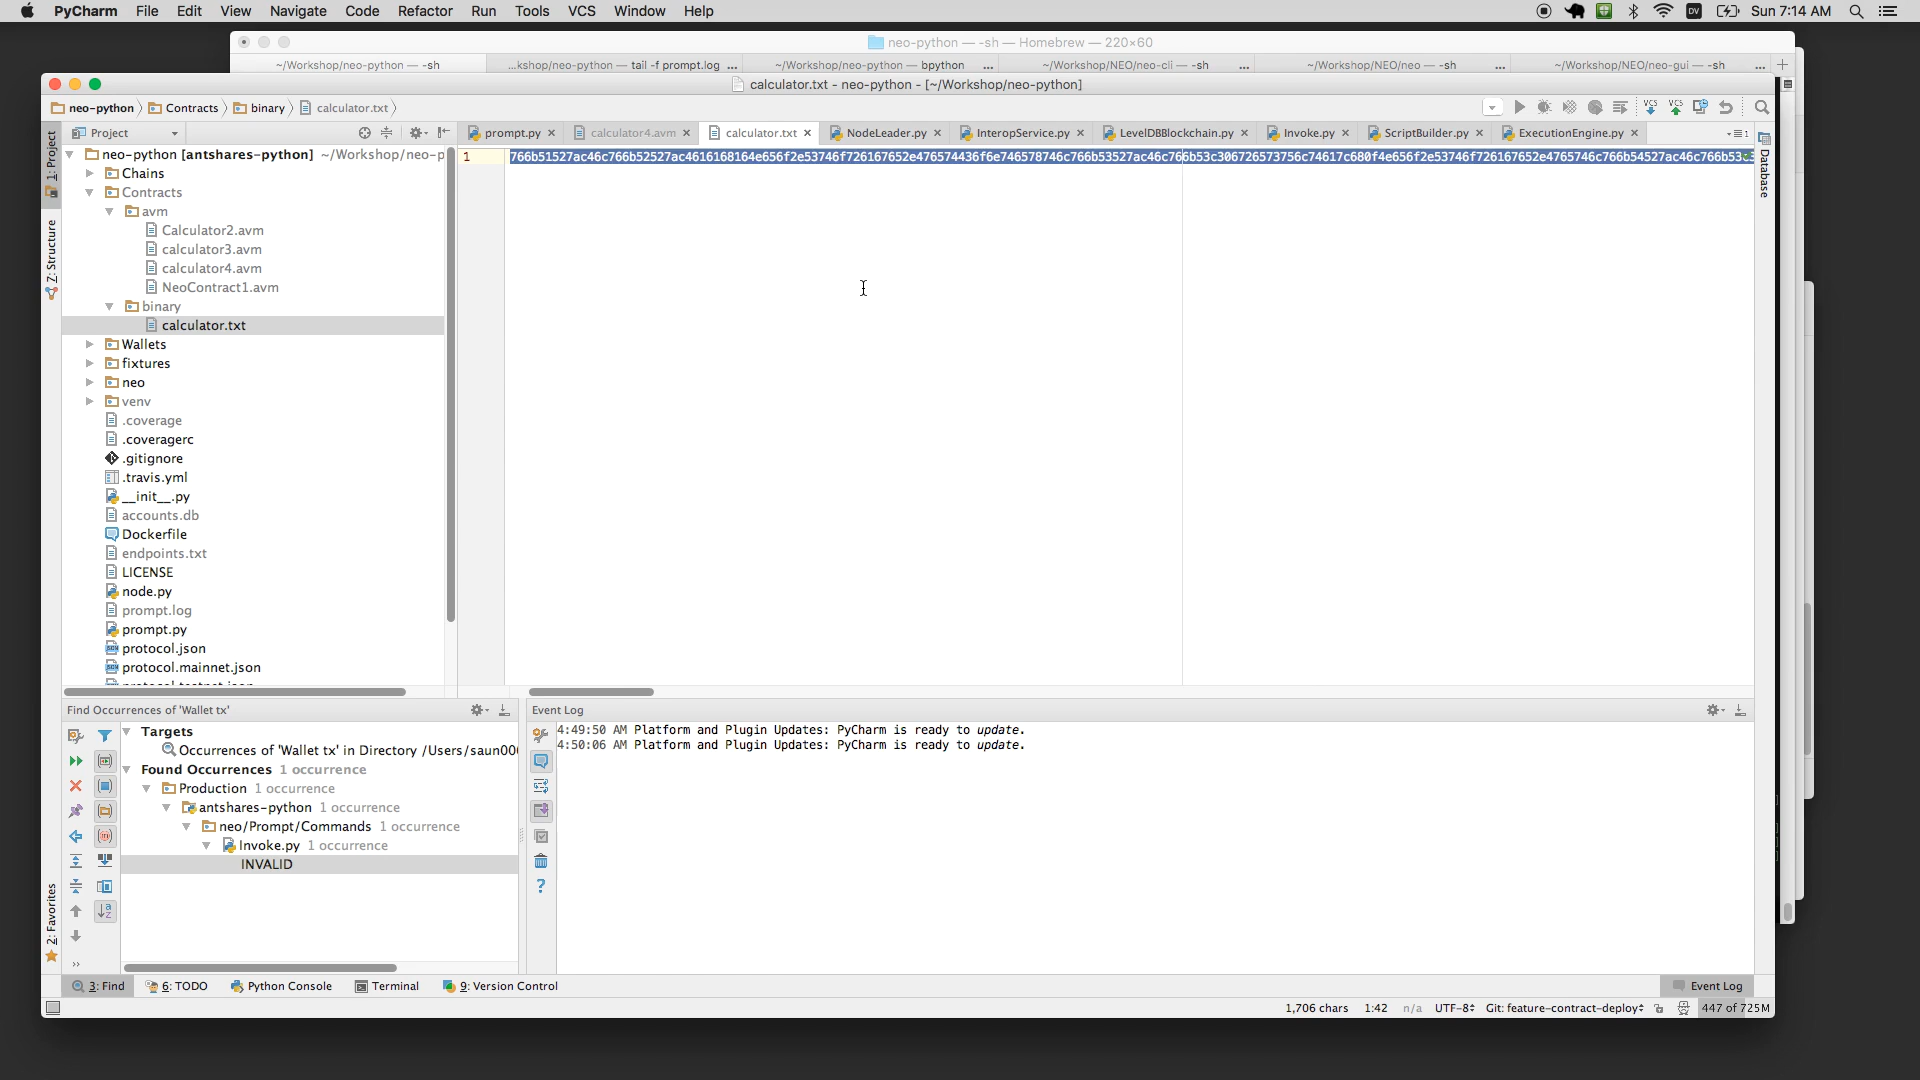 PyCharm File Edit View Navigate Code Refactor Run Tools VCS Window Help
DV Sun 7:14 AM
neo-python — -sh — Homebrew — 220×60
~/Workshop/neo-python — -sh
...kshop/neo-python — tail -f prompt.log ...
~/Workshop/neo-python — bpython ...
~/Workshop/NEO/neo-cli — -sh ...
~/Workshop/NEO/neo — -sh ...
~/Workshop/NEO/neo-gui — -sh ...
calculator.txt - neo-python - [~/Workshop/neo-python]
neo-python Contracts binary calculator.txt
VCS VCS
Project
prompt.py calculator4.avm calculator.txt NodeLeader.py InteropService.py LevelDBBlockchain.py Invoke.py ScriptBuilder.py ExecutionEngine.py
1: Project
7: Structure
2: Favorites
Database
neo-python [antshares-python] ~/Workshop/neo-p
Chains
Contracts
avm
Calculator2.avm
calculator3.avm
calculator4.avm
NeoContract1.avm
binary
calculator.txt
Wallets
fixtures
neo
venv
.coverage
.coveragerc
.gitignore
.travis.yml
__init__.py
accounts.db
Dockerfile
endpoints.txt
LICENSE
node.py
prompt.log
prompt.py
protocol.json
protocol.mainnet.json
1
Find Occurrences of 'Wallet tx'
Targets
Occurrences of 'Wallet tx' in Directory /Users/saun00
Found Occurrences 1 occurrence
Production 1 occurrence
antshares-python 1 occurrence
neo/Prompt/Commands 1 occurrence
Invoke.py 1 occurrence
INVALID
Event Log
4:49:50 AM Platform and Plugin Updates: PyCharm is ready to update.
4:50:06 AM Platform and Plugin Updates: PyCharm is ready to update.
3: Find 6: TODO Python Console Terminal 9: Version Control
Event Log
1,706 chars 1:42 n/a UTF-8 Git: feature-contract-deploy 447 of 725M